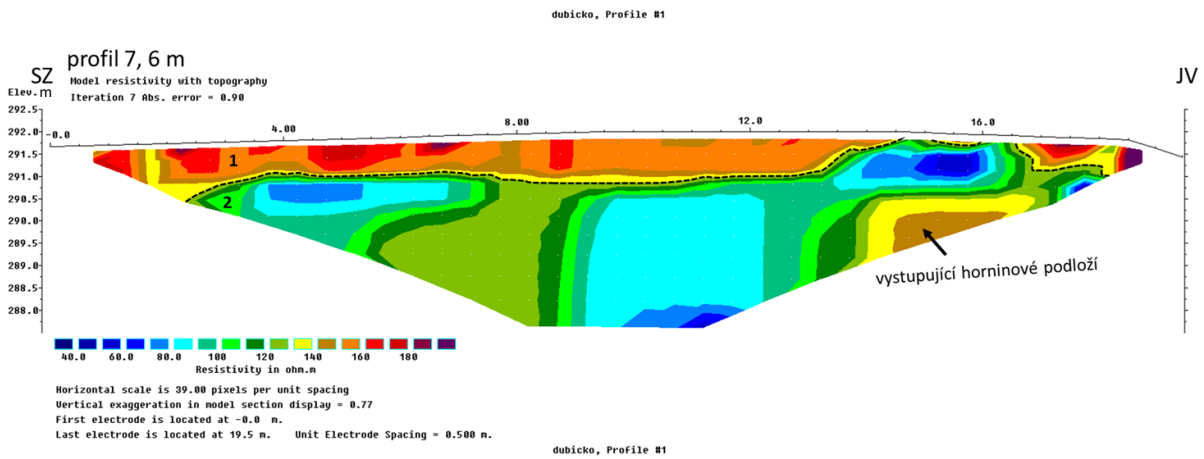 dubicko, Profile #1
profil 7, 6 m
SZ
JV
Model resistivity with topography
Elev.m
Iteration 7 Abs. error = 0.90
292.5
292.0
291.5
291.0
290.5
290.0
289.5
289.0
288.5
288.0
-0.0 4.00 8.00 12.0 16.0
1
2
vystupující horninové podloží
40.0 60.0 80.0 100 120 140 160 180
Resistivity in ohm.m
Horizontal scale is 39.00 pixels per unit spacing
Vertical exaggeration in model section display = 0.77
First electrode is located at -0.0 m.
Last electrode is located at 19.5 m. Unit Electrode Spacing = 0.500 m.
dubicko, Profile #1